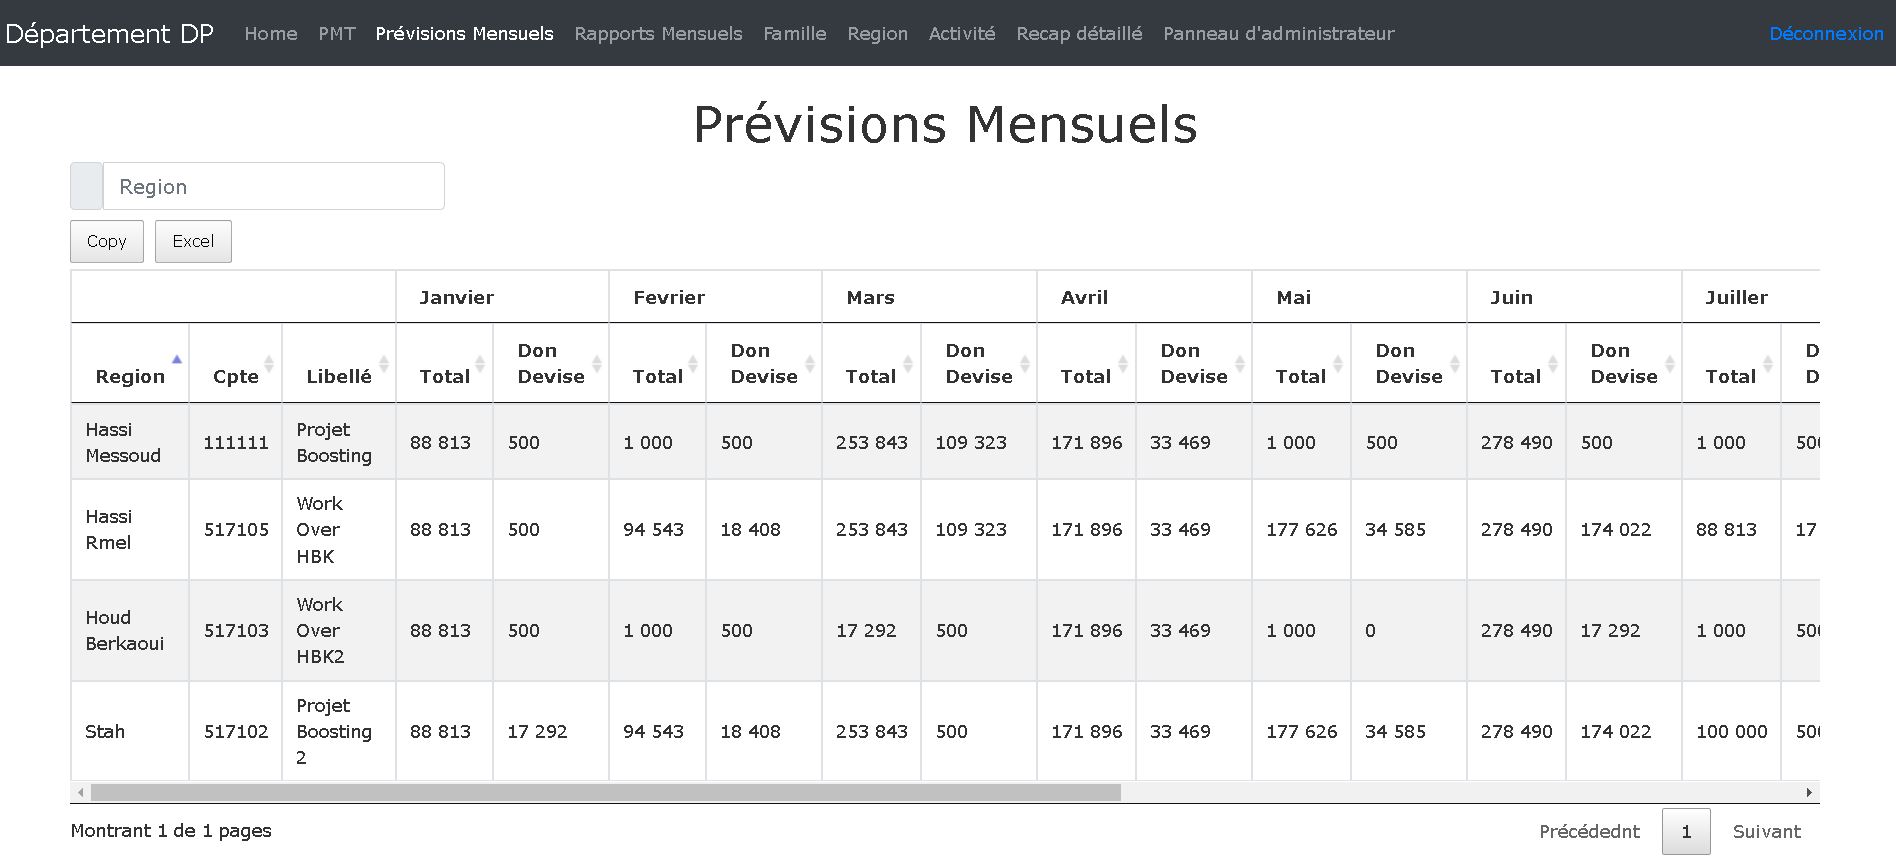 Département DP Home PMT Prévisions Mensuels Rapports Mensuels Famille Region Activité Recap détaillé Panneau d'administrateur Déconnexion
Prévisions Mensuels
Region
Copy Excel
Janvier Fevrier Mars Avril Mai Juin Juiller
Region Cpte Libellé Total Don Devise Total Don Devise Total Don Devise Total Don Devise Total Don Devise Total Don Devise Total
Hassi Messoud 111111 Projet Boosting 88 813 500 1 000 500 253 843 109 323 171 896 33 469 1 000 500 278 490 500 1 000
Hassi Rmel 517105 Work Over HBK 88 813 500 94 543 18 408 253 843 109 323 171 896 33 469 177 626 34 585 278 490 174 022 88 813 17
Houd Berkaoui 517103 Work Over HBK2 88 813 500 1 000 500 17 292 500 171 896 33 469 1 000 0 278 490 17 292 1 000
Stah 517102 Projet Boosting 2 88 813 17 292 94 543 18 408 253 843 500 171 896 33 469 177 626 34 585 278 490 174 022 100 000
Montrant 1 de 1 pages Précédednt 1 Suivant